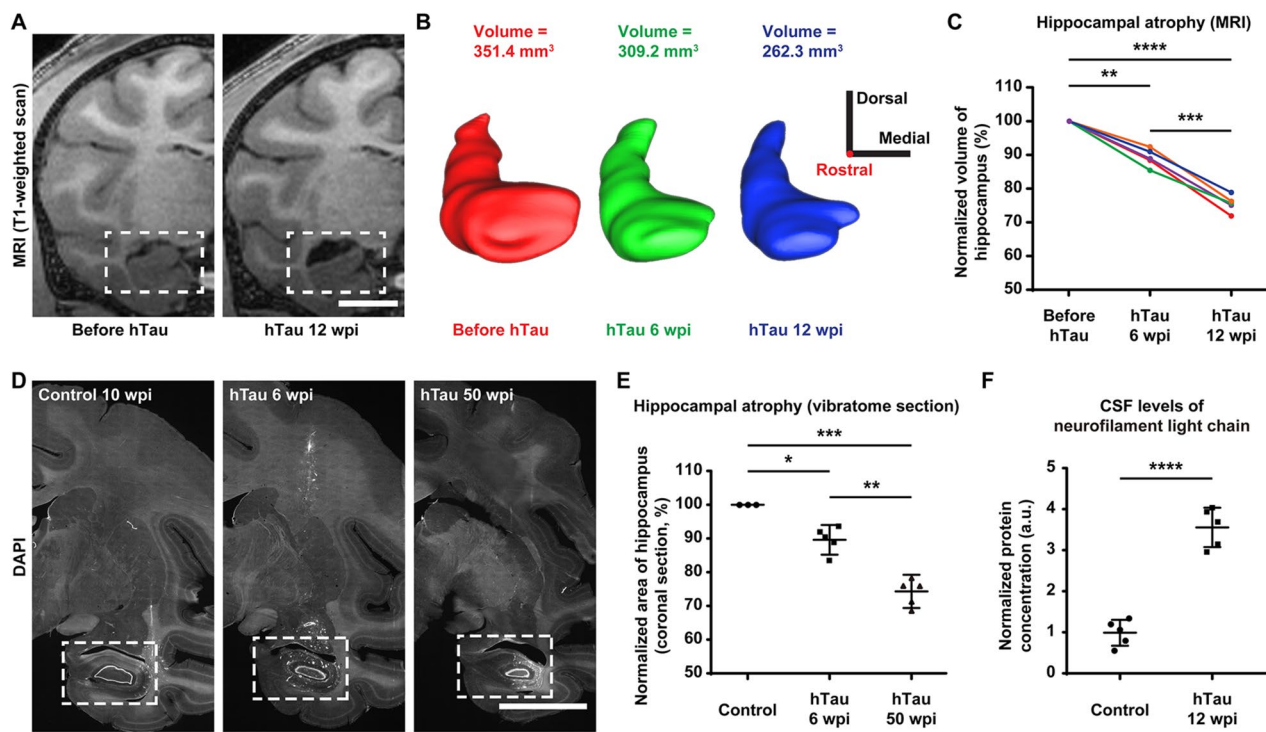 A
MRI (T1-weighted scan)
Before hTau
hTau 12 wpi
B
Volume =
351.4 mm³
Volume =
309.2 mm³
Volume =
262.3 mm³
Dorsal
Medial
Rostral
Before hTau
hTau 6 wpi
hTau 12 wpi
C
Hippocampal atrophy (MRI)
****
**
***
Normalized volume of
hippocampus (%)
110
100
90
80
70
60
50
Before
hTau
hTau
6 wpi
hTau
12 wpi
D
DAPI
Control 10 wpi
hTau 6 wpi
hTau 50 wpi
E
Hippocampal atrophy (vibratome section)
***
*
**
Normalized area of hippocampus
(coronal section, %)
110
100
90
80
70
60
50
Control
hTau
6 wpi
hTau
50 wpi
F
CSF levels of
neurofilament light chain
****
Normalized protein
concentration (a.u.)
5
4
3
2
1
0
Control
hTau
12 wpi